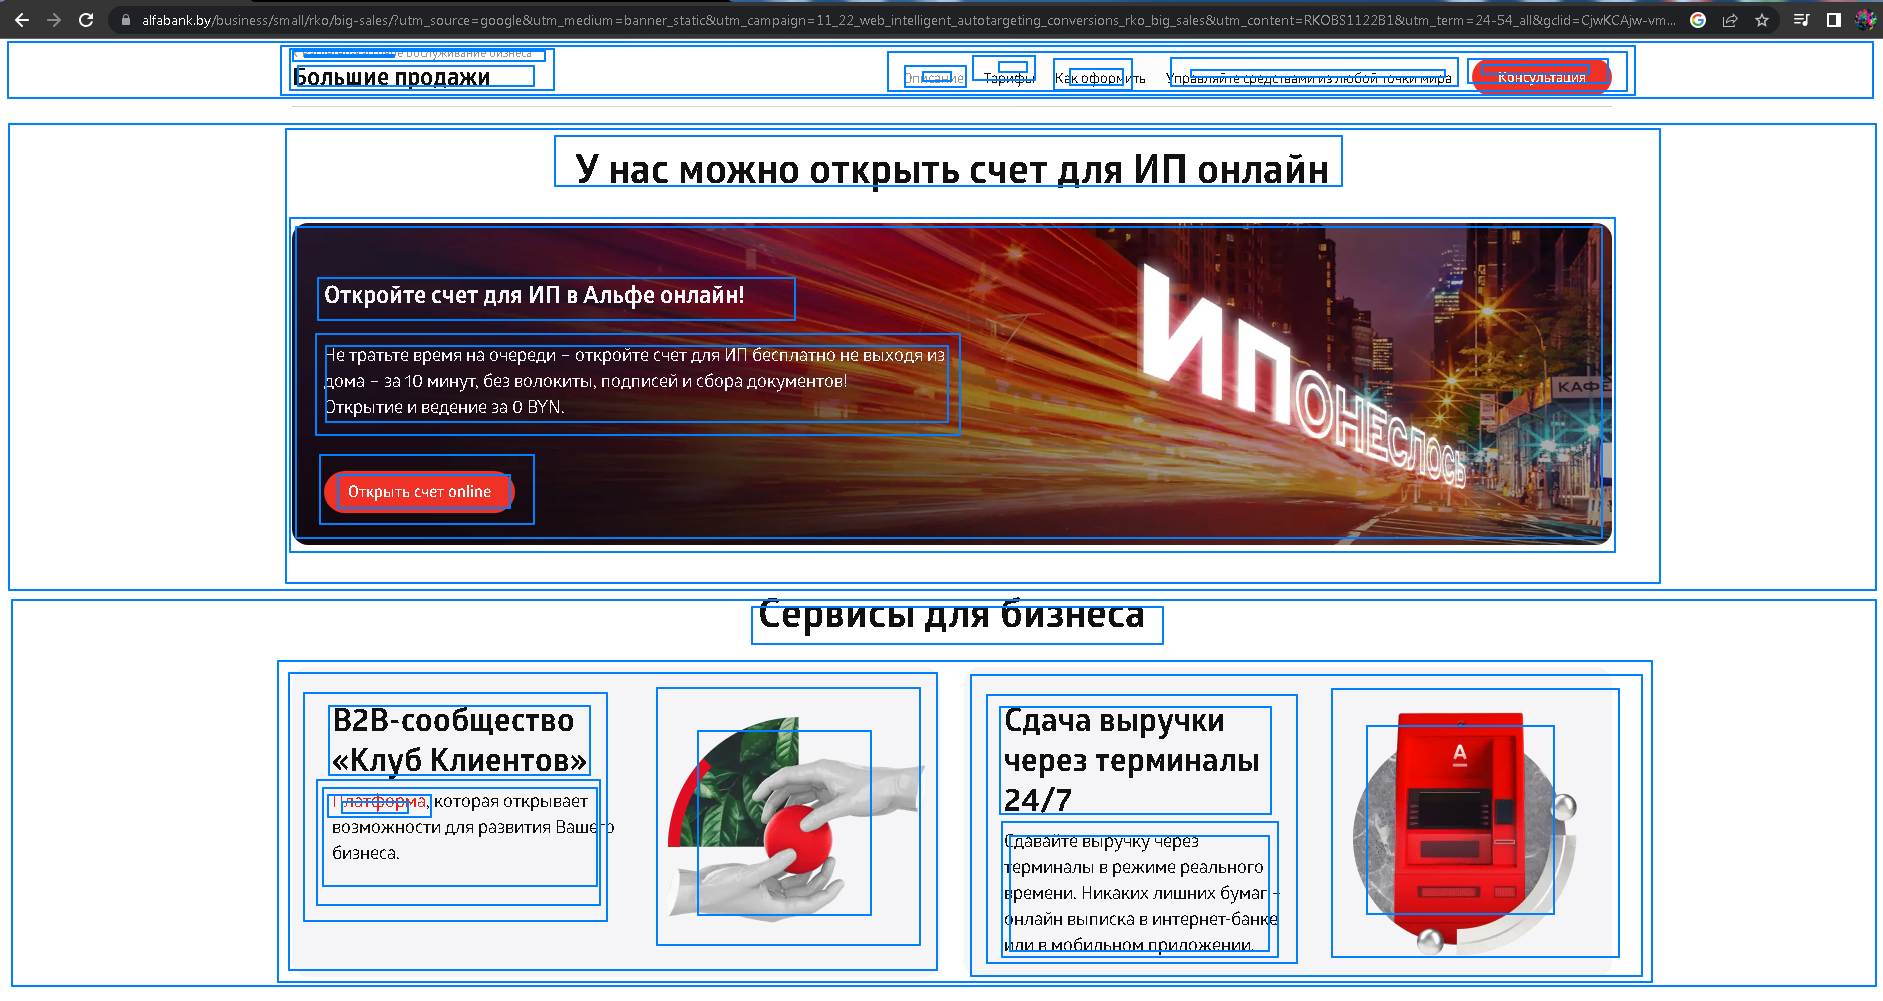 alfabank.by/business/small/rko/big-sales/?utm_source=google&utm_medium=banner_static&utm_campaign=11_22_web_intelligent_autotargeting_conversions_rko_big_sales&utm_content=RKOBS1122B1&utm_term=24-54_all&gclid=CjwKCAjw-vm...
обслуживание бизнеса
Большие продажи
Описание Тарифы Как оформить Управляйте средствами из любой точки мира Консультация
У нас можно открыть счет для ИП онлайн
Откройте счет для ИП в Альфе онлайн!
Не тратьте время на очереди – откройте счет для ИП бесплатно не выходя из
дома – за 10 минут, без волокиты, подписей и сбора документов!
Открытие и ведение за 0 BYN.
Открыть счет online
ИПОНЕСЛОСЬ
КАФЕ
Сервисы для бизнеса
B2B-сообщество
«Клуб Клиентов»
Платформа, которая открывает
возможности для развития Вашего
бизнеса.
Сдача выручки
через терминалы
24/7
Сдавайте выручку через
терминалы в режиме реального
времени. Никаких лишних бумаг –
онлайн выписка в интернет-банке
или в мобильном приложении.
A